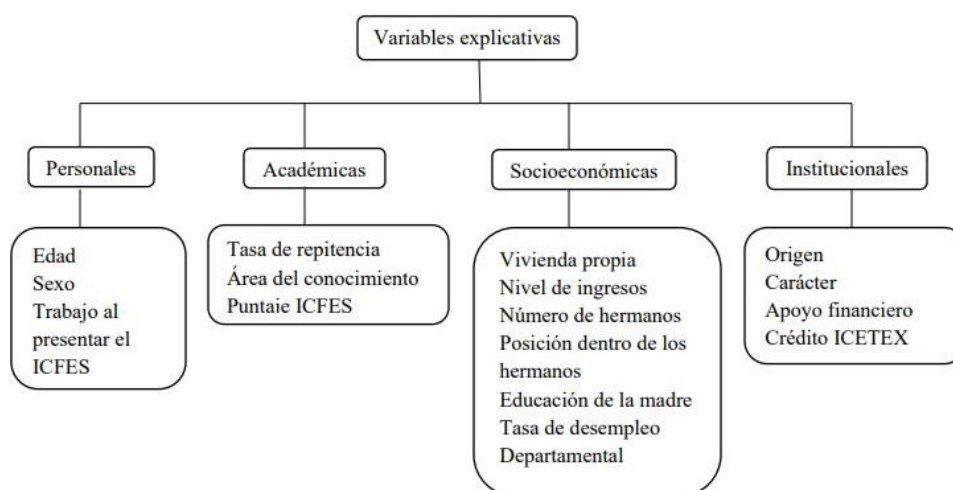 Variables explicativas
Personales
Edad
Sexo
Trabajo al
presentar el
ICFES
Académicas
Tasa de repitencia
Área del conocimiento
Puntaie ICFES
Socioeconómicas
Vivienda propia
Nivel de ingresos
Número de hermanos
Posición dentro de los
hermanos
Educación de la madre
Tasa de desempleo
Departamental
Institucionales
Origen
Carácter
Apoyo financiero
Crédito ICETEX